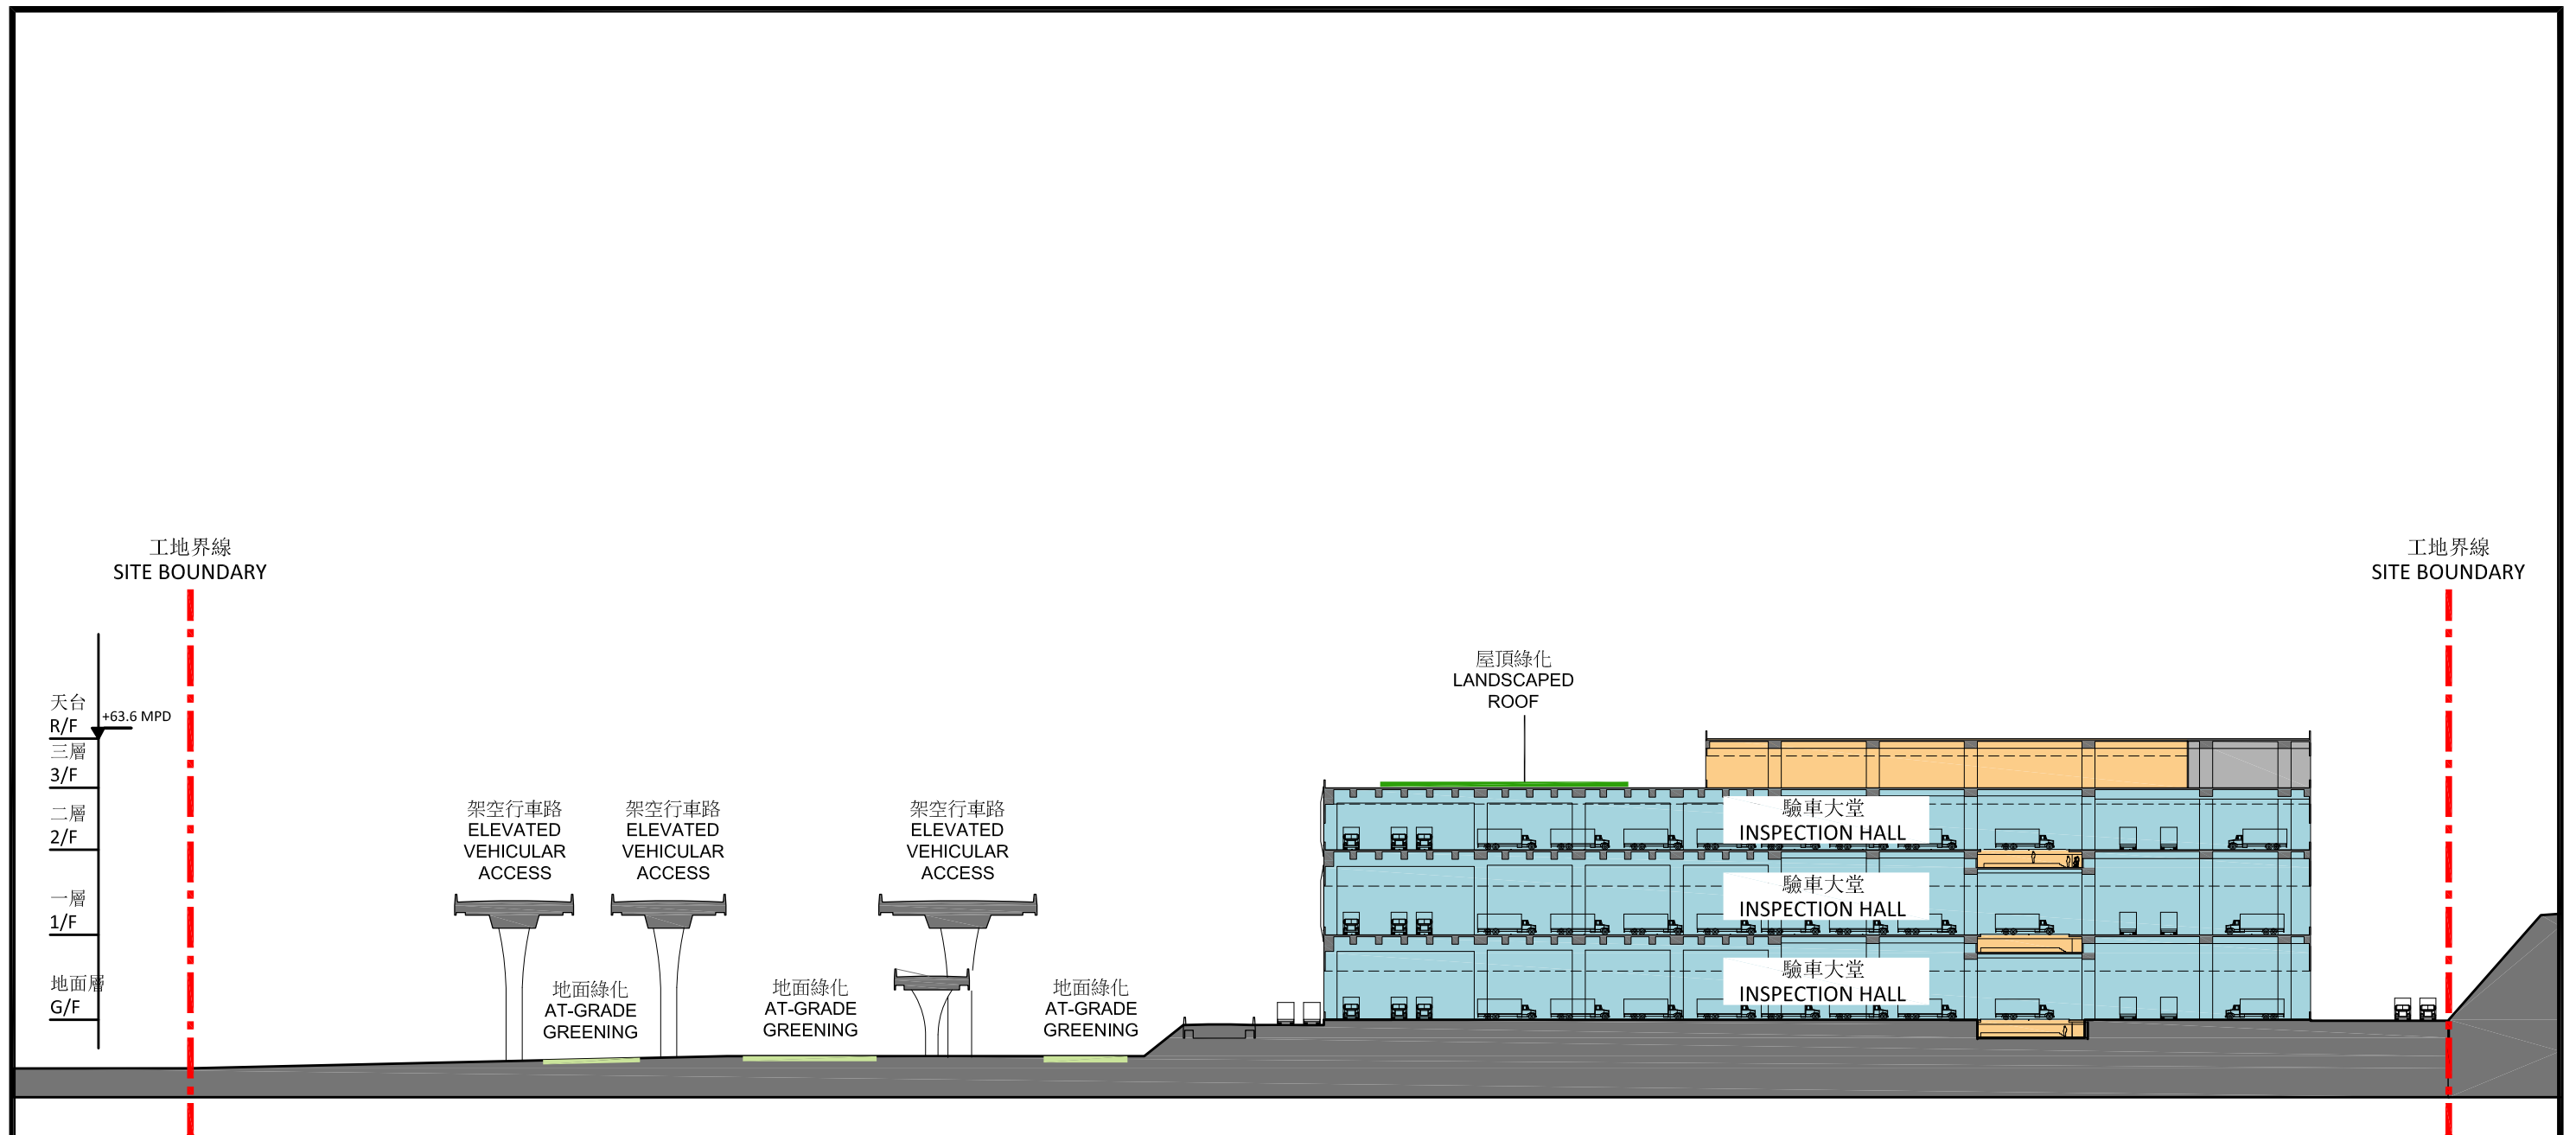 工地界線
SITE BOUNDARY
工地界線
SITE BOUNDARY
天台
R/F
+63.6 MPD
三層
3/F
二層
2/F
一層
1/F
地面層
G/F
屋頂綠化
LANDSCAPED
ROOF
架空行車路
ELEVATED
VEHICULAR
ACCESS
架空行車路
ELEVATED
VEHICULAR
ACCESS
架空行車路
ELEVATED
VEHICULAR
ACCESS
地面綠化
AT-GRADE
GREENING
地面綠化
AT-GRADE
GREENING
地面綠化
AT-GRADE
GREENING
驗車大堂
INSPECTION HALL
驗車大堂
INSPECTION HALL
驗車大堂
INSPECTION HALL